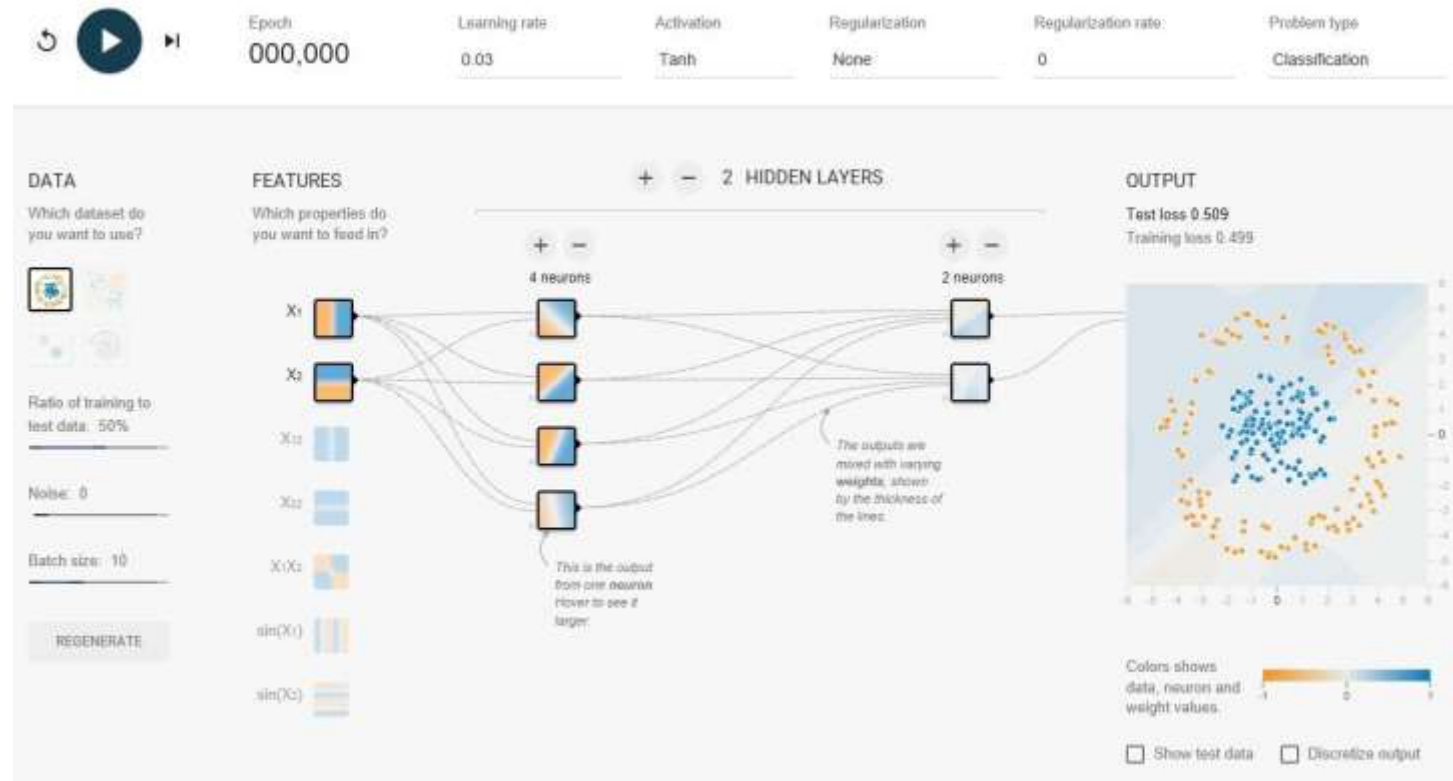 Epoch
000,000
Learning rate
0.03
Activation
Tanh
Regularization
None
Regularization rate
0
Problem type
Classification
DATA
Which dataset do
you want to use?
Ratio of training to
test data: 50%
Noise: 0
Batch size: 10
REGENERATE
FEATURES
Which properties do
you want to feed in?
X1
X2
X12
X22
X1X2
sin(X1)
sin(X2)
+ − 2 HIDDEN LAYERS
+ −
4 neurons
+ −
2 neurons
This is the output
from one neuron.
Hover to see it
larger.
The outputs are
mixed with varying
weights, shown
by the thickness of
the lines.
OUTPUT
Test loss 0.509
Training loss 0.499
Colors shows
data, neuron and
weight values.
-1 0 1
Show test data
Discretize output